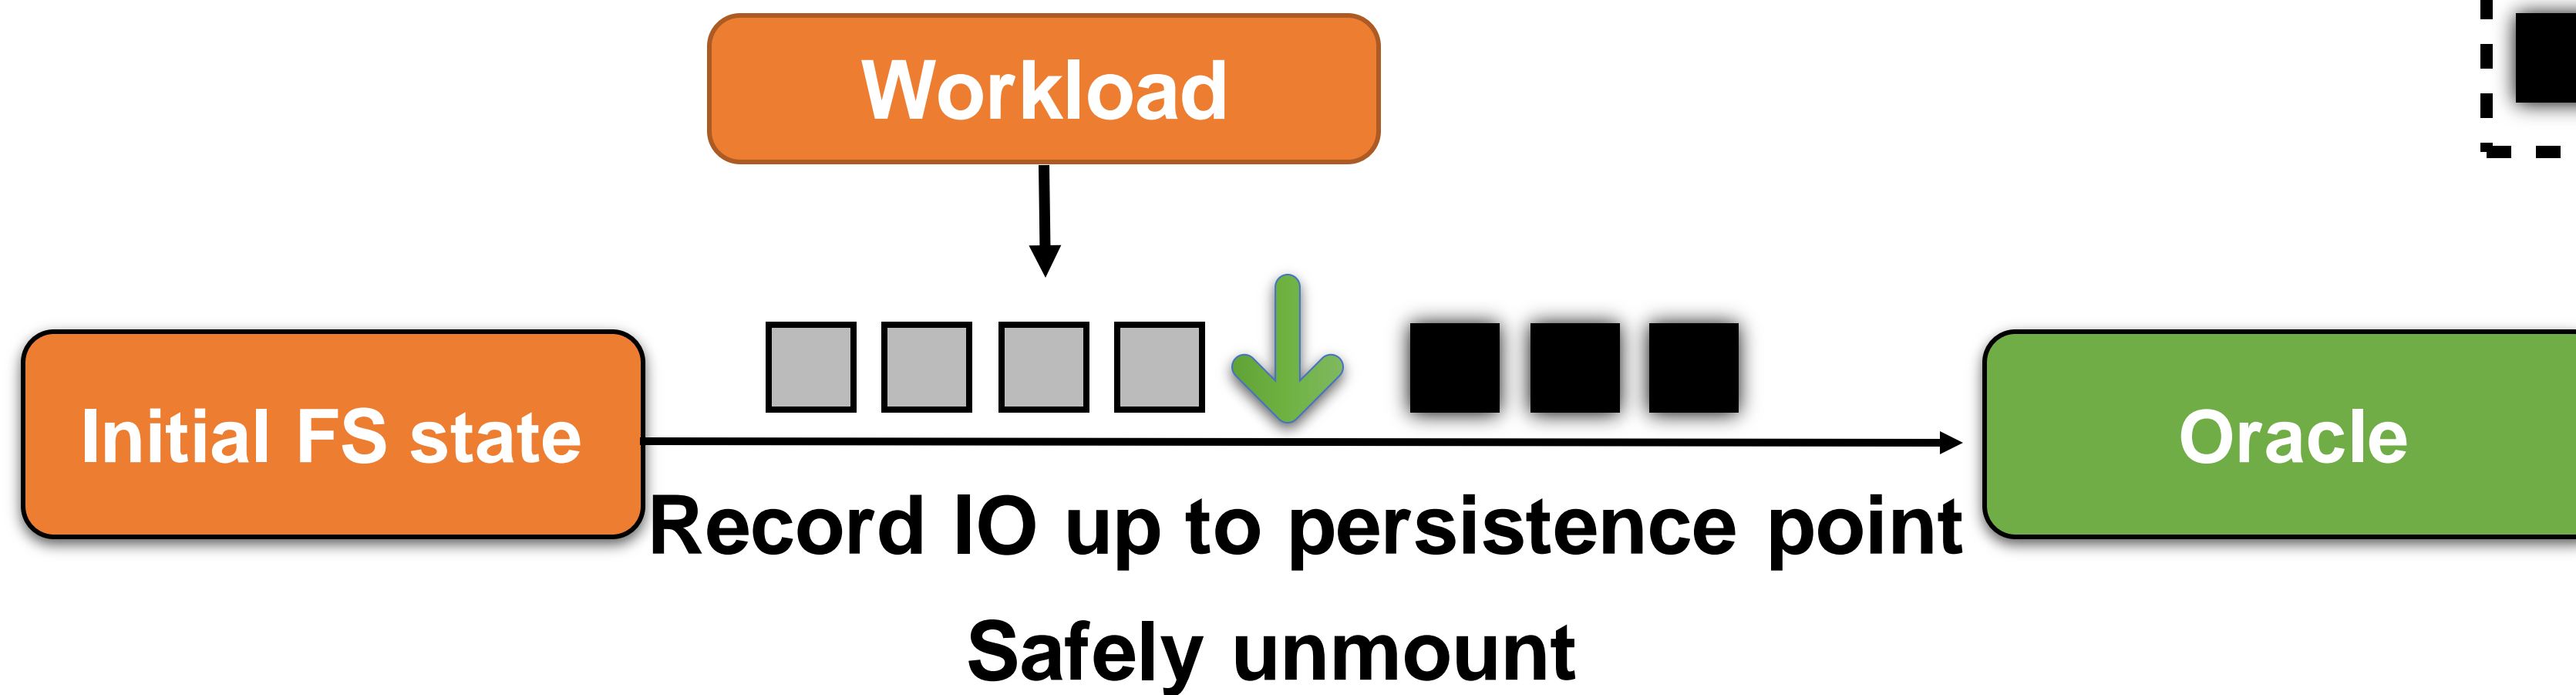 Workload
Initial FS state
Oracle
Record IO up to persistence point
Safely unmount